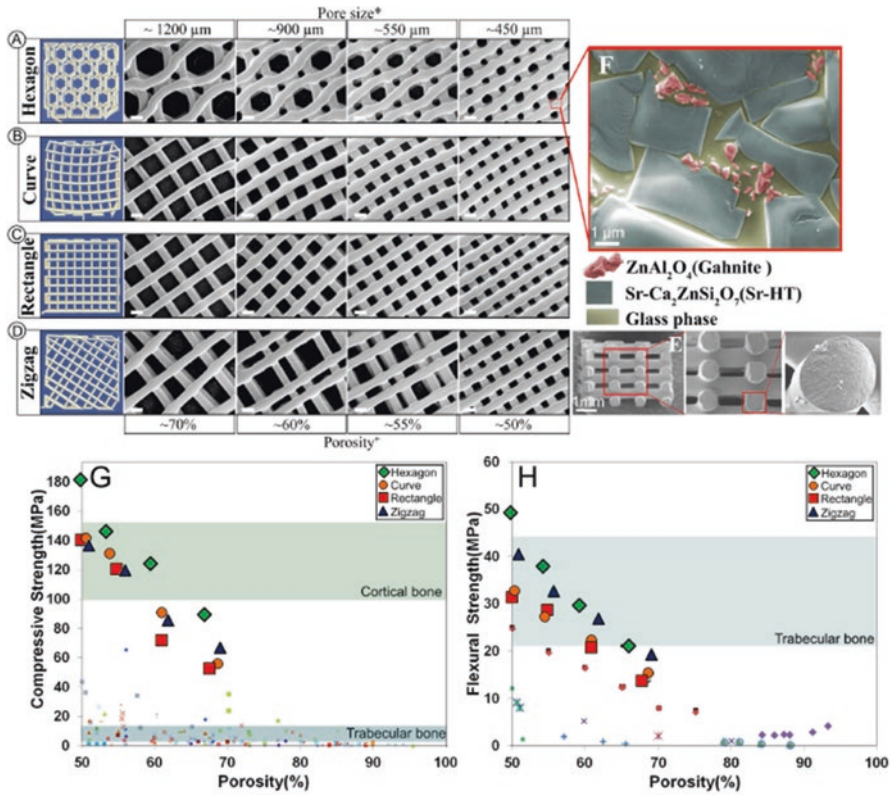 Pore size*
~ 1200 µm ~900 µm ~550 µm ~450 µm
A
Hexagon
B
Curve
C
Rectangle
D
Zigzag
~70% ~60% ~55% ~50%
Porosity*
F
1 µm
ZnAl₂O₄(Gahnite )
Sr-Ca₂ZnSi₂O₇(Sr-HT)
Glass phase
E
1mm
G
Hexagon
Curve
Rectangle
Zigzag
Compressive Strength(MPa)
180
160
140
120
100
80
60
40
20
0
Cortical bone
Trabecular bone
50 60 70 80 90 100
Porosity(%)
H
Hexagon
Curve
Rectangle
Zigzag
Flexural Strength(MPa)
60
50
40
30
20
10
0
Trabecular bone
50 60 70 80 90 100
Porosity(%)